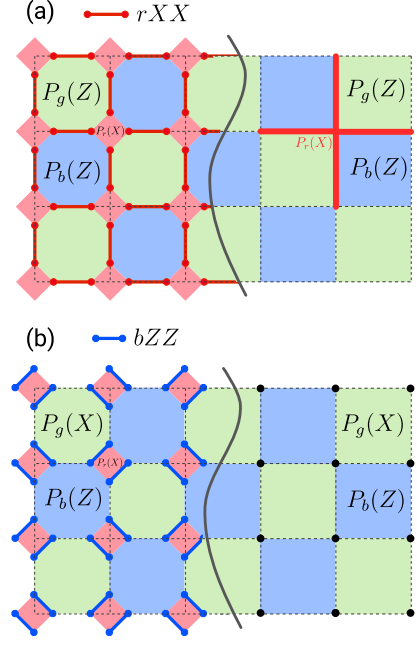 (a)
rXX
P_g(Z)
P_g(Z)
P_r(X)
P_r(X)
P_b(Z)
P_b(Z)
(b)
bZZ
P_g(X)
P_g(X)
P_r(X)
P_b(Z)
P_b(Z)